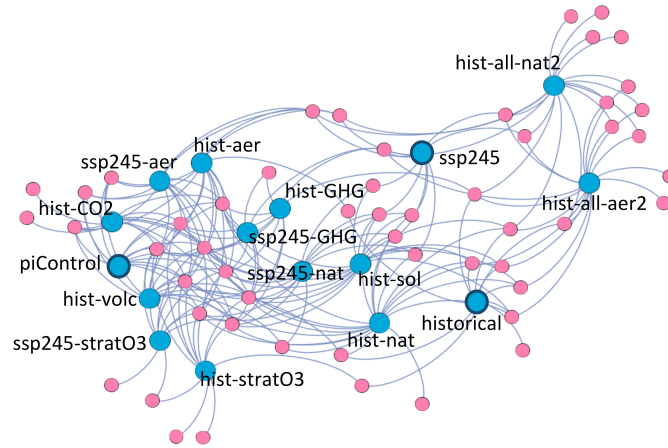 hist-all-nat2
hist-aer
ssp245-aer
ssp245
hist-GHG
hist-all-aer2
hist-CO2
ssp245-GHG
piControl
ssp245-nat
hist-sol
hist-volc
historical
hist-nat
ssp245-stratO3
hist-stratO3